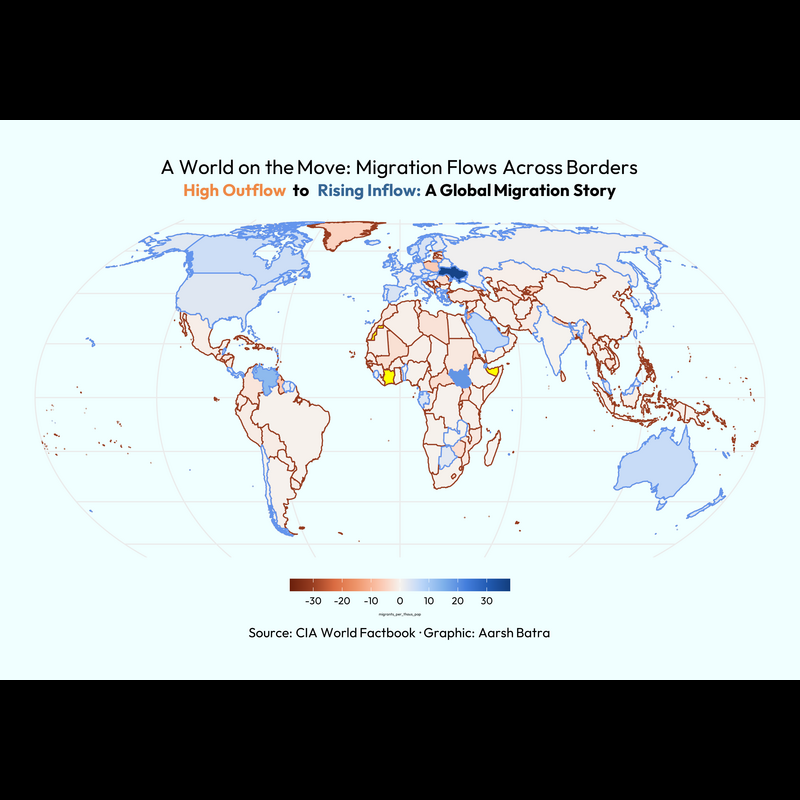 A World on the Move: Migration Flows Across Borders
High Outflow to Rising Inflow: A Global Migration Story
-30 -20 -10 0 10 20 30
migrants_per_thous_pop
Source: CIA World Factbook · Graphic: Aarsh Batra